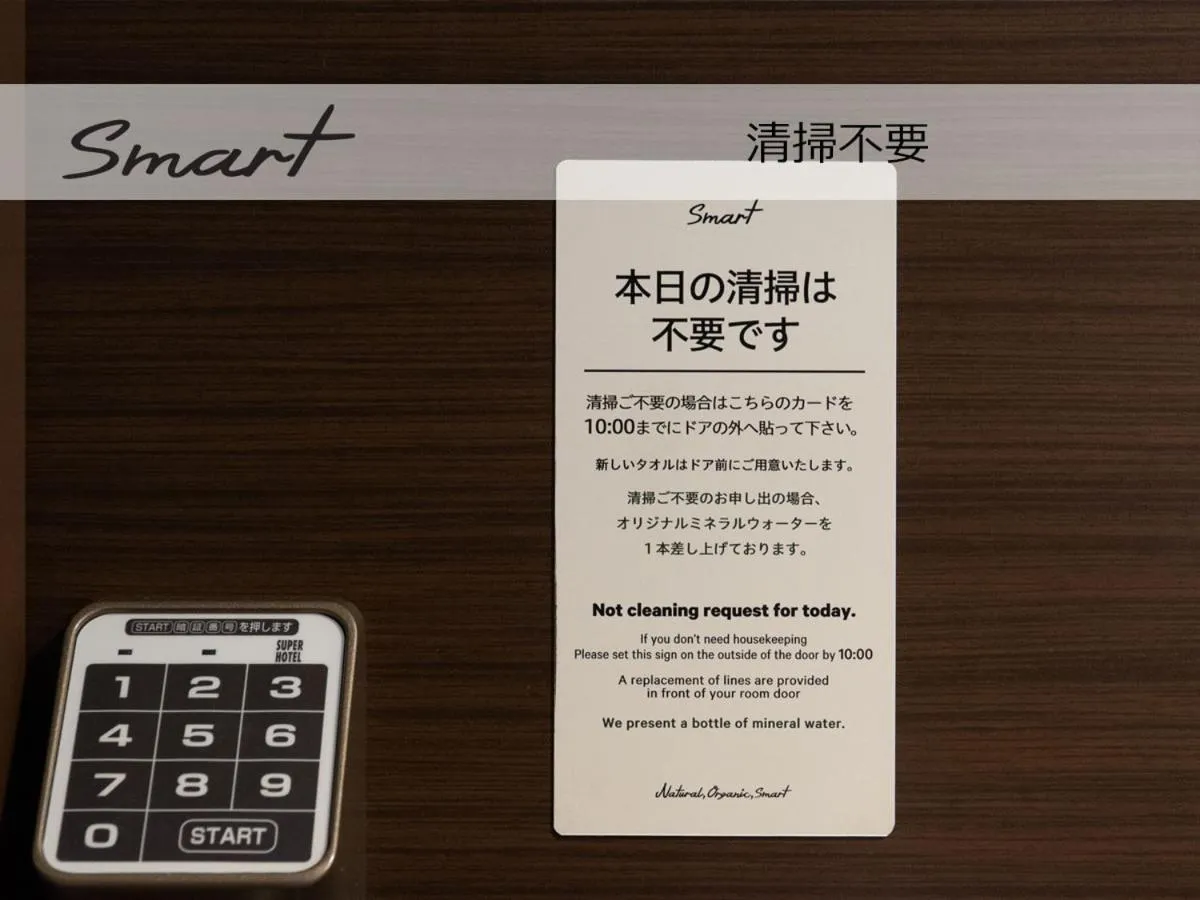 Smart
清掃不要
Smart
本日の清掃は
不要です
清掃ご不要の場合はこちらのカードを
10:00までにドアの外へ貼って下さい。
新しいタオルはドア前にご用意いたします。
清掃ご不要のお申し出の場合、
オリジナルミネラルウォーターを
1本差し上げております。
Not cleaning request for today.
If you don't need housekeeping
Please set this sign on the outside of the door by 10:00
A replacement of lines are provided
in front of your room door
We present a bottle of mineral water.
Natural, Organic, Smart
START 暗証番号を押します
SUPER
HOTEL
1 2 3
4 5 6
7 8 9
0 START